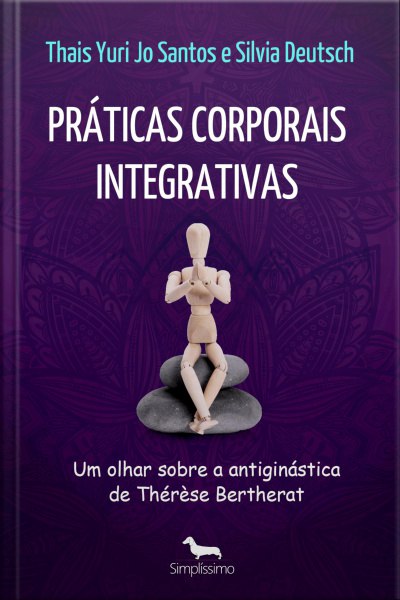 Thais Yuri Jo Santos e Silvia Deutsch
PRÁTICAS CORPORAIS
INTEGRATIVAS
Um olhar sobre a antiginástica
de Thérèse Bertherat
Simplíssimo